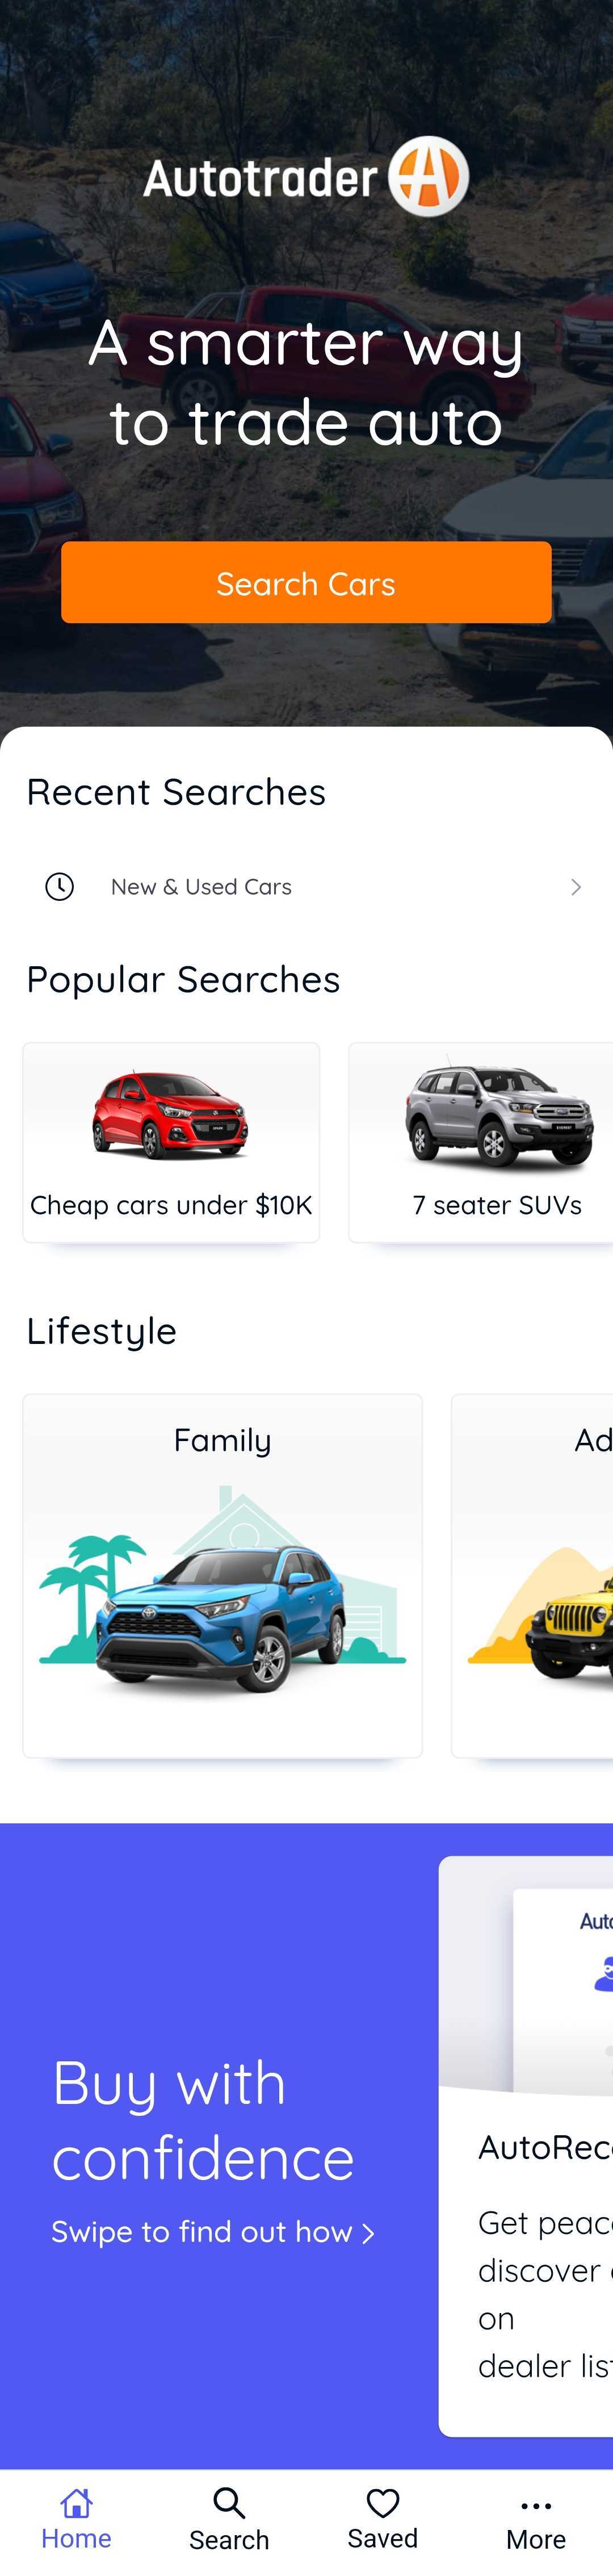 Autotrader
A smarter way
to trade auto
Search Cars
Recent Searches
New & Used Cars
Popular Searches
Cheap cars under $10K
7 seater SUVs
Lifestyle
Family
Ad
Buy with
confidence
Swipe to find out how
Auto
AutoRec
Get peac
discover
on
dealer lis
Home
Search
Saved
More